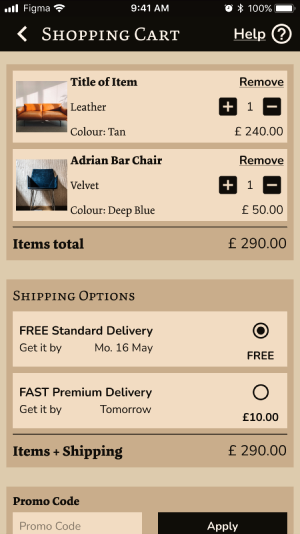 Figma 9:41 AM 100%
Shopping Cart Help ?
Title of Item Remove
Leather 1
Colour: Tan £ 240.00
Adrian Bar Chair Remove
Velvet 1
Colour: Deep Blue £ 50.00
Items total £ 290.00
Shipping Options
FREE Standard Delivery
Get it by Mo. 16 May
FREE
FAST Premium Delivery
Get it by Tomorrow
£10.00
Items + Shipping £ 290.00
Promo Code
Promo Code Apply